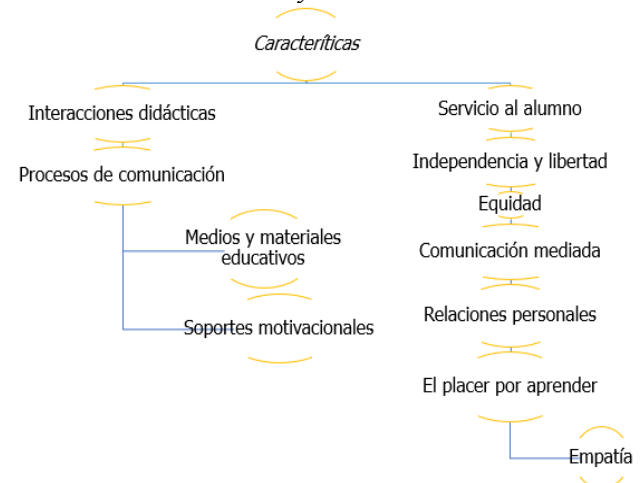 Caracteríticas
Interacciones didácticas
Procesos de comunicación
Medios y materiales
educativos
Soportes motivacionales
Servicio al alumno
Independencia y libertad
Equidad
Comunicación mediada
Relaciones personales
El placer por aprender
Empatía